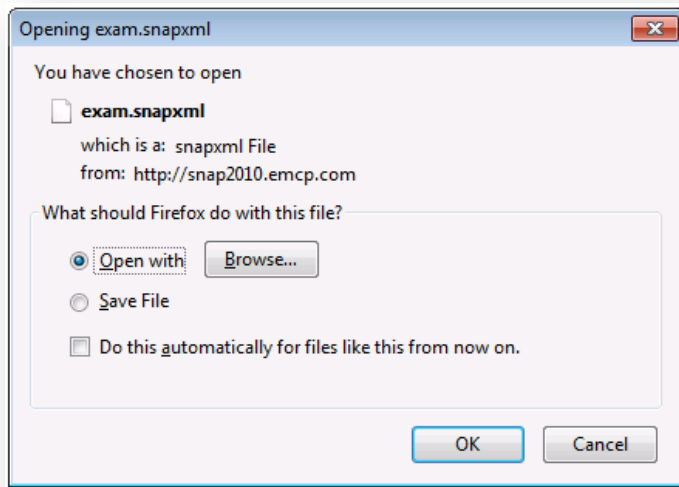 Opening exam.snapxml
You have chosen to open
exam.snapxml
which is a: snapxml File
from: http://snap2010.emcp.com
What should Firefox do with this file?
Open with Browse...
Save File
Do this automatically for files like this from now on.
OK Cancel